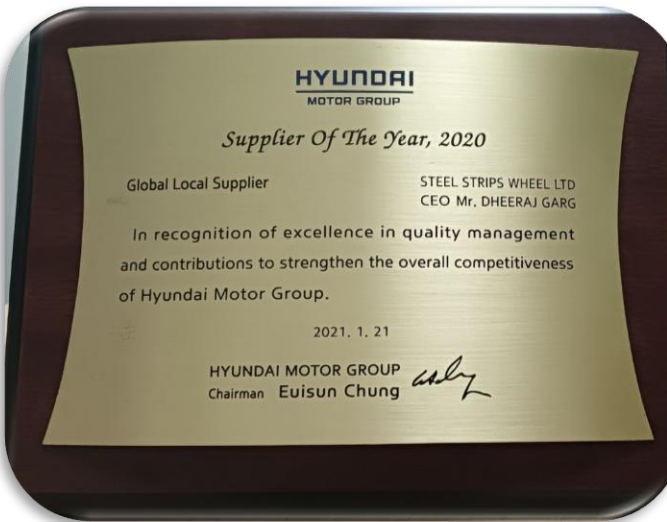 HYUNDAI
MOTOR GROUP
Supplier Of The Year, 2020
Global Local Supplier
STEEL STRIPS WHEEL LTD
CEO Mr. DHEERAJ GARG
In recognition of excellence in quality management
and contributions to strengthen the overall competitiveness
of Hyundai Motor Group.
2021. 1. 21
HYUNDAI MOTOR GROUP
Chairman Euisun Chung